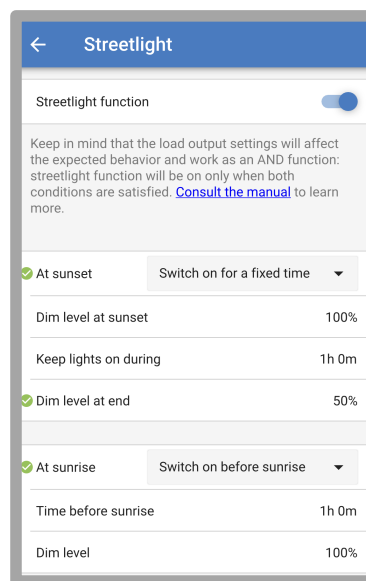 Streetlight
Streetlight function
Keep in mind that the load output settings will affect
the expected behavior and work as an AND function:
streetlight function will be on only when both
conditions are satisfied. Consult the manual to learn
more.
At sunset Switch on for a fixed time
Dim level at sunset 100%
Keep lights on during 1h 0m
Dim level at end 50%
At sunrise Switch on before sunrise
Time before sunrise 1h 0m
Dim level 100%